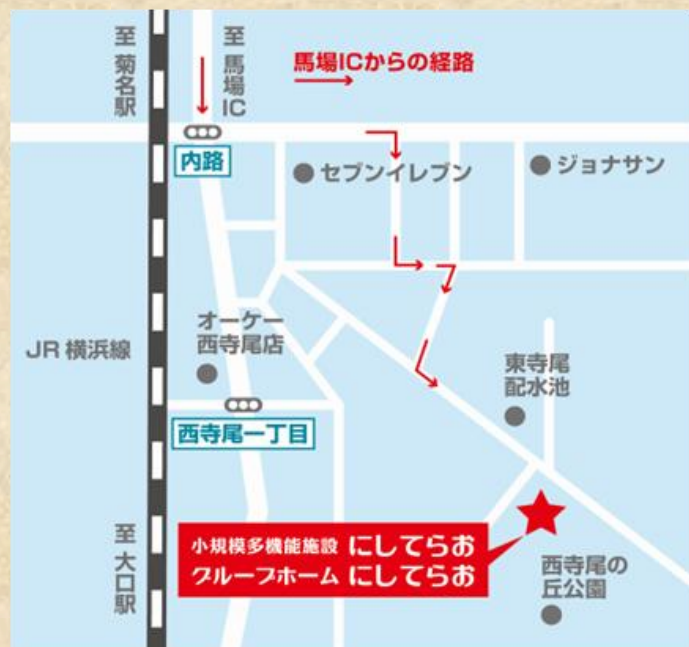 至
菊名駅
至
馬場IC
馬場ICからの経路
内路
セブンイレブン
ジョナサン
JR 横浜線
オーケー
西寺尾店
東寺尾
配水池
西寺尾一丁目
小規模多機能施設 にしてらお
グループホーム にしてらお
至
大口駅
西寺尾の
丘公園